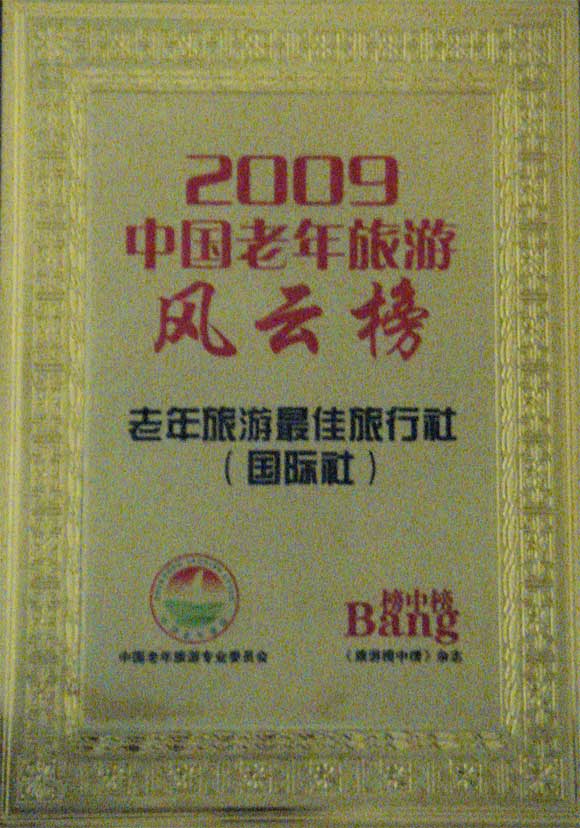 2009
中国老年旅游
风云榜
老年旅游最佳旅行社
（国际社）
榜中榜
Bang
中国老年旅游专业委员会
《旅游榜中榜》杂志